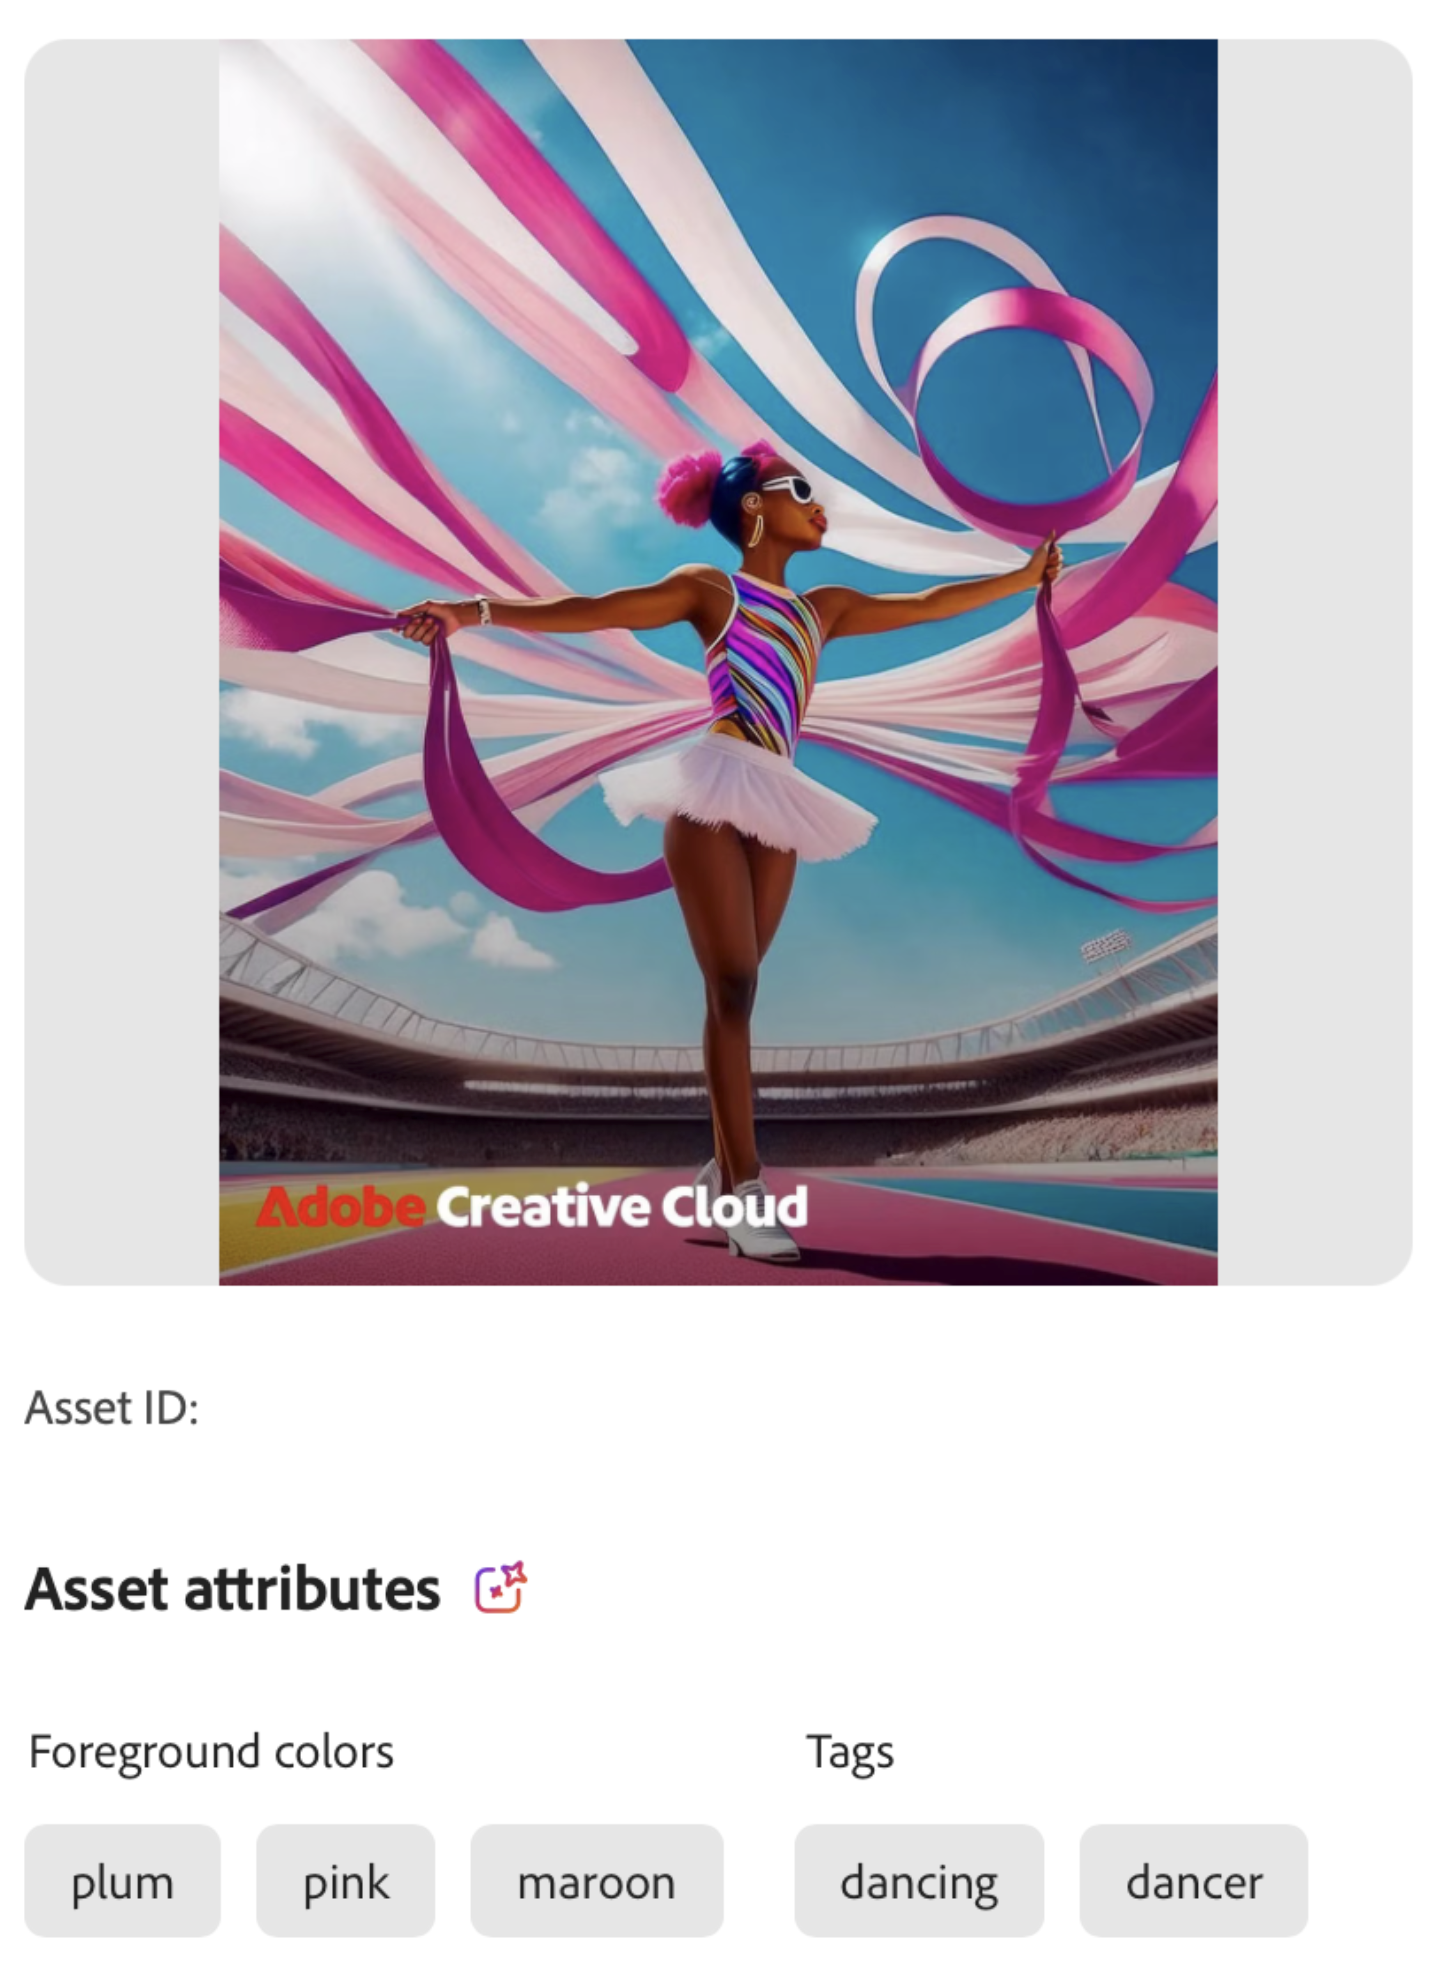 Adobe Creative Cloud
Asset ID:
Asset attributes
Foreground colors
Tags
plum
pink
maroon
dancing
dancer